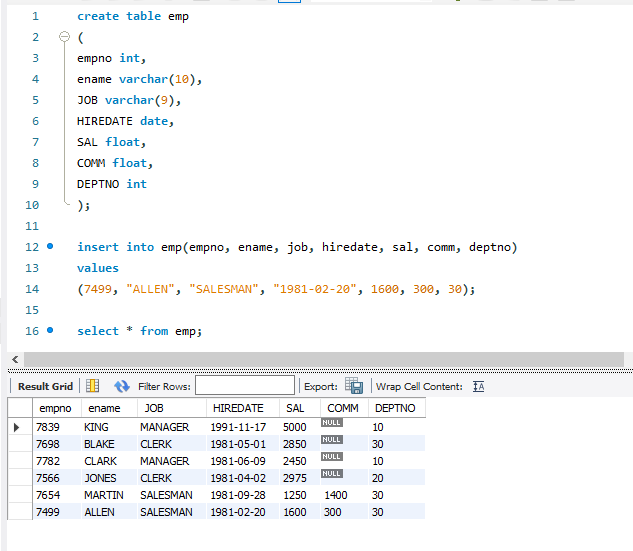 1 create table emp
2 (
3 empno int,
4 ename varchar(10),
5 JOB varchar(9),
6 HIREDATE date,
7 SAL float,
8 COMM float,
9 DEPTNO int
10 );
11
12 insert into emp(empno, ename, job, hiredate, sal, comm, deptno)
13 values
14 (7499, "ALLEN", "SALESMAN", "1981-02-20", 1600, 300, 30);
15
16 select * from emp;
Result Grid Filter Rows: Export: Wrap Cell Content:
empno ename JOB HIREDATE SAL COMM DEPTNO
7839 KING MANAGER 1991-11-17 5000 NULL 10
7698 BLAKE CLERK 1981-05-01 2850 NULL 30
7782 CLARK MANAGER 1981-06-09 2450 NULL 10
7566 JONES CLERK 1981-04-02 2975 NULL 20
7654 MARTIN SALESMAN 1981-09-28 1250 1400 30
7499 ALLEN SALESMAN 1981-02-20 1600 300 30